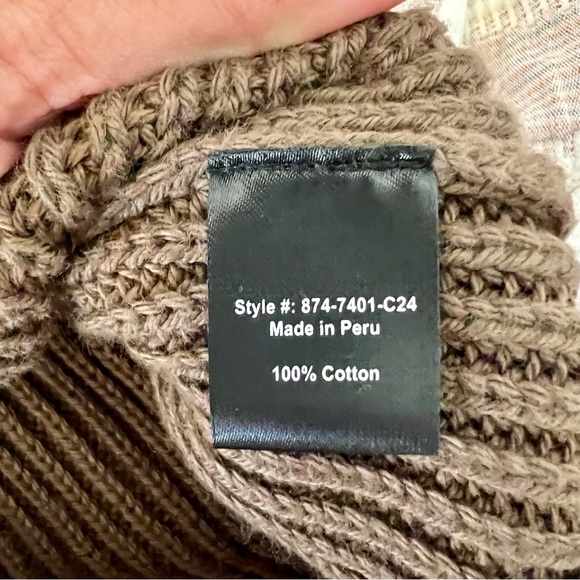 Style #: 874-7401-C24
Made in Peru
100% Cotton